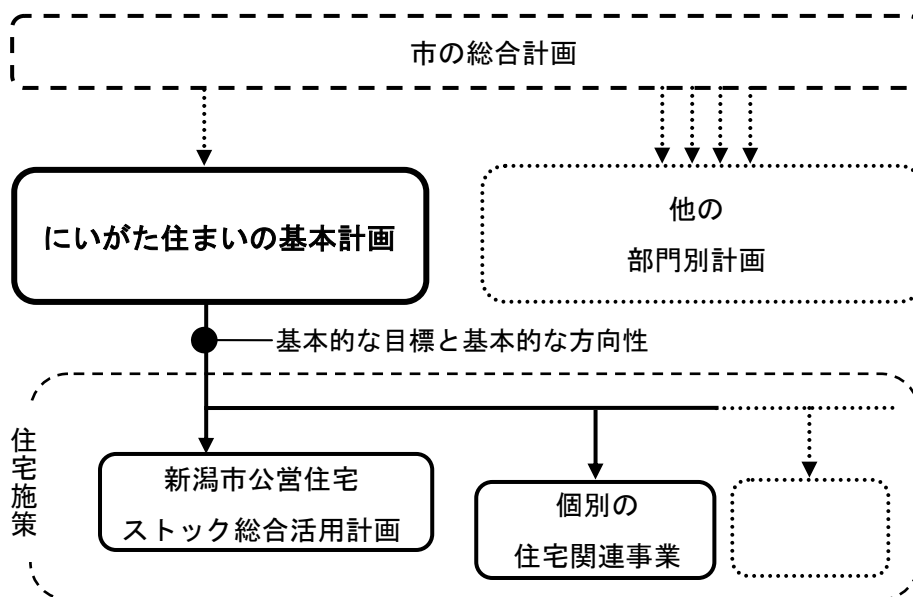 市の総合計画
にいがた住まいの基本計画
他の
部門別計画
基本的な目標と基本的な方向性
住宅施策
新潟市公営住宅
ストック総合活用計画
個別の
住宅関連事業